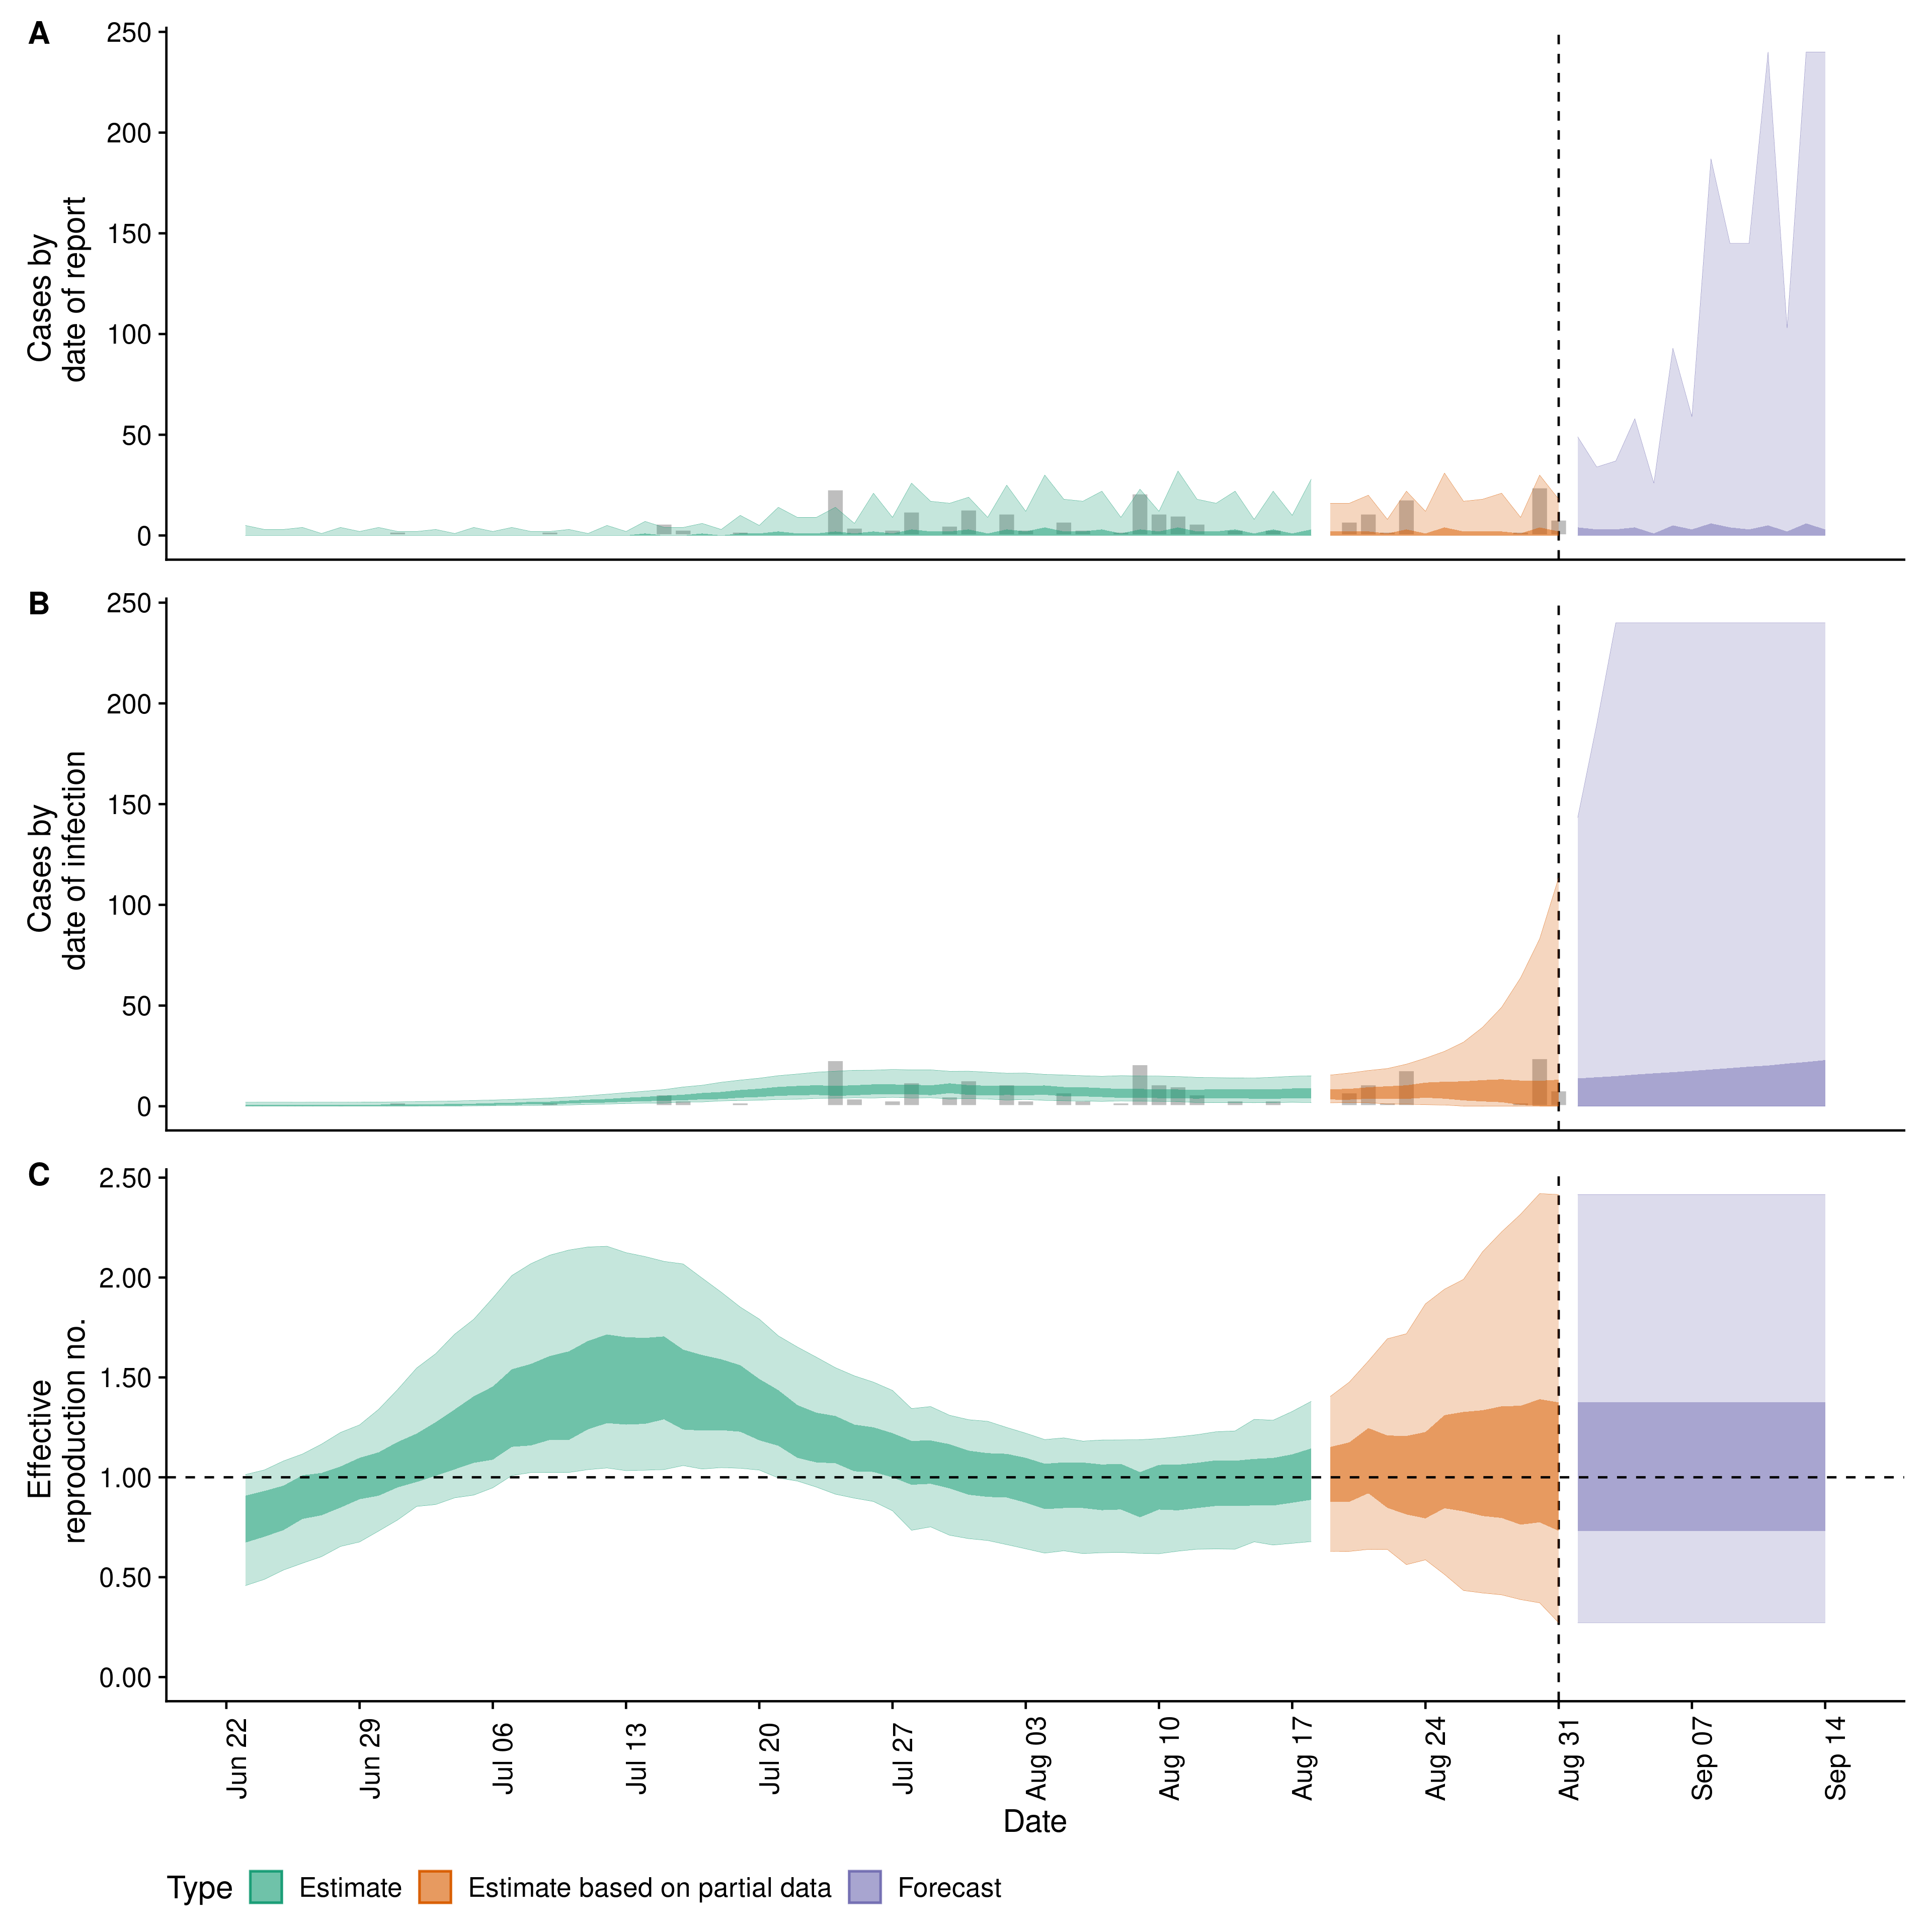 A
Cases by
date of report
250
200
150
100
50
0
B
Cases by
date of infection
250
200
150
100
50
0
C
Effective
reproduction no.
2.50
2.00
1.50
1.00
0.50
0.00
Jun 22
Jun 29
Jul 06
Jul 13
Jul 20
Jul 27
Aug 03
Aug 10
Aug 17
Aug 24
Aug 31
Sep 07
Sep 14
Date
Type Estimate Estimate based on partial data Forecast